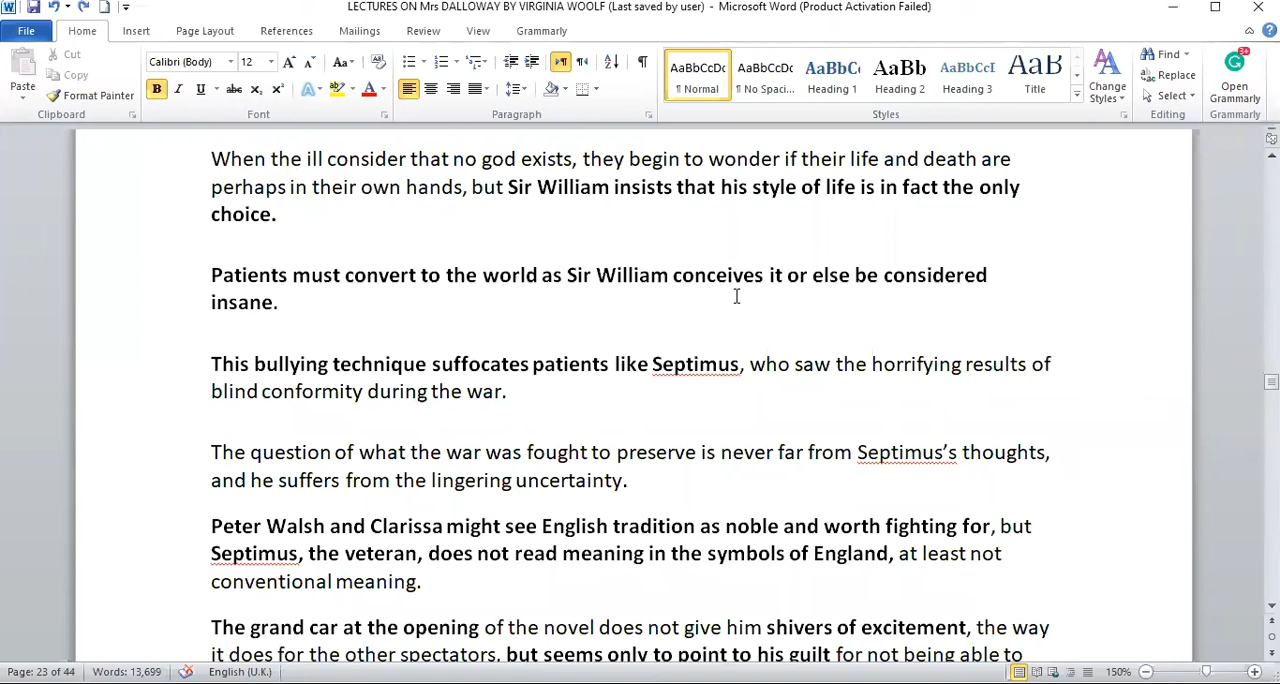 LECTURES ON Mrs DALLOWAY BY VIRGINIA WOOLF (Last saved by user) - Microsoft Word (Product Activation Failed)
File Home Insert Page Layout References Mailings Review View Grammarly
Paste
Cut
Copy
Format Painter
Clipboard
Calibri (Body) 12
Font
Paragraph
AaBbCcDc AaBbCcDc AaBbC AaBb AaBbCcI AaB
¶ Normal ¶ No Spaci... Heading 1 Heading 2 Heading 3 Title
Change Styles
Styles
Find
Replace
Select
Editing
Open Grammarly
Grammarly
When the ill consider that no god exists, they begin to wonder if their life and death are
perhaps in their own hands, but Sir William insists that his style of life is in fact the only
choice.
Patients must convert to the world as Sir William conceives it or else be considered
insane.
This bullying technique suffocates patients like Septimus, who saw the horrifying results of
blind conformity during the war.
The question of what the war was fought to preserve is never far from Septimus's thoughts,
and he suffers from the lingering uncertainty.
Peter Walsh and Clarissa might see English tradition as noble and worth fighting for, but
Septimus, the veteran, does not read meaning in the symbols of England, at least not
conventional meaning.
The grand car at the opening of the novel does not give him shivers of excitement, the way
it does for the other spectators, but seems only to point to his guilt for not being able to
Page: 23 of 44 Words: 13,699 English (U.K.) 150%